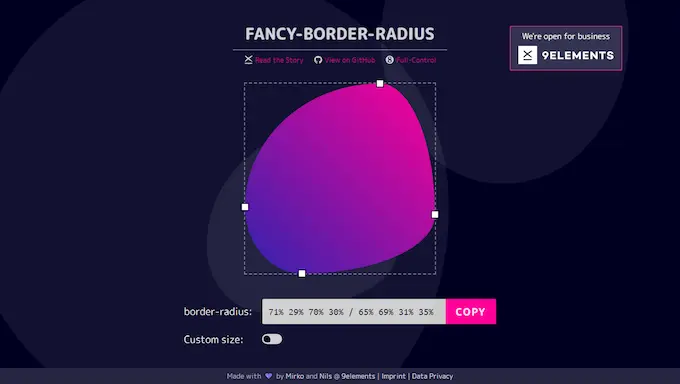 FANCY-BORDER-RADIUS
We're open for business
9ELEMENTS
Read the Story View on GitHub Full-Control
border-radius: 71% 29% 70% 30% / 65% 69% 31% 35% COPY
Custom size:
Made with by Mirko and Nils @ 9elements | Imprint | Data Privacy